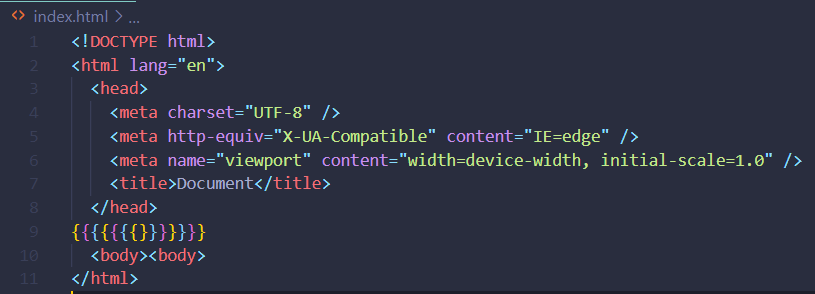 <> index.html > ...
1 <!DOCTYPE html>
2 <html lang="en">
3 <head>
4 <meta charset="UTF-8" />
5 <meta http-equiv="X-UA-Compatible" content="IE=edge" />
6 <meta name="viewport" content="width=device-width, initial-scale=1.0" />
7 <title>Document</title>
8 </head>
9 {{{{{{{}}}}}}}
10 <body><body>
11 </html>